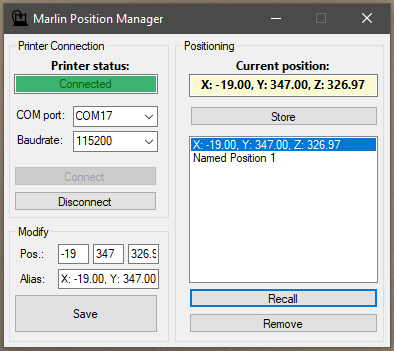 Marlin Position Manager
Printer Connection
Printer status:
Connected
COM port: COM17
Baudrate: 115200
Connect
Disconnect
Modify
Pos.: -19 347 326.9
Alias: X: -19.00, Y: 347.00
Save
Positioning
Current position:
X: -19.00, Y: 347.00, Z: 326.97
Store
X: -19.00, Y: 347.00, Z: 326.97
Named Position 1
Recall
Remove